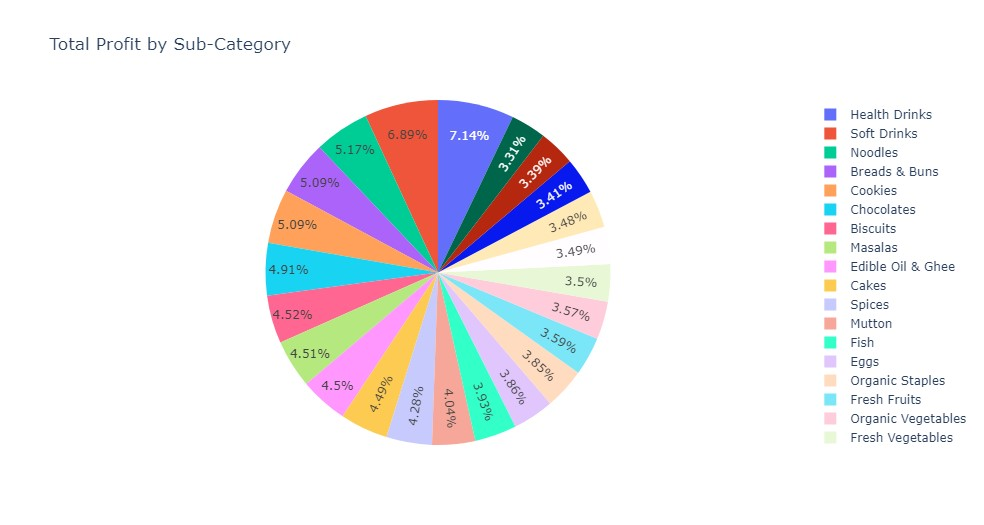 Total Profit by Sub-Category
7.14%
6.89%
5.17%
5.09%
5.09%
4.91%
4.52%
4.51%
4.5%
4.49%
4.28%
4.04%
3.93%
3.86%
3.85%
3.59%
3.57%
3.5%
3.49%
3.48%
3.41%
3.39%
3.31%
Health Drinks
Soft Drinks
Noodles
Breads & Buns
Cookies
Chocolates
Biscuits
Masalas
Edible Oil & Ghee
Cakes
Spices
Mutton
Fish
Eggs
Organic Staples
Fresh Fruits
Organic Vegetables
Fresh Vegetables